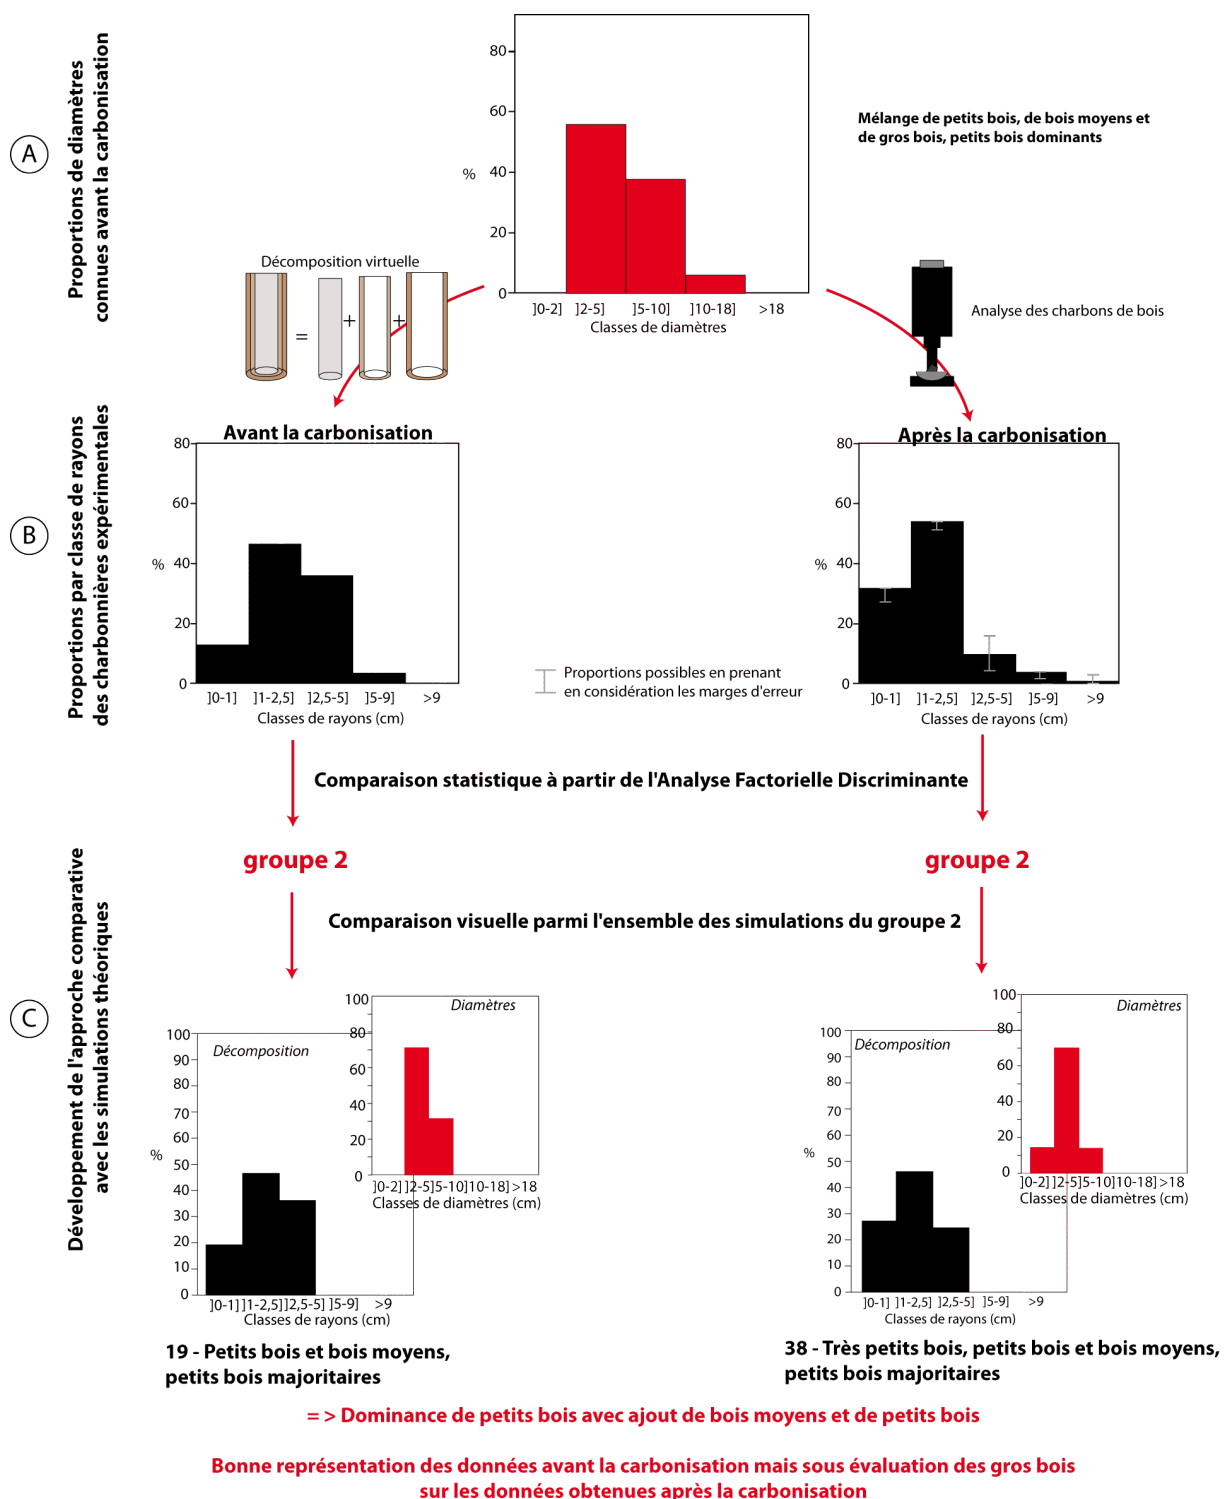 A
Proportions de diamètres
connues avant la carbonisation
80
60
%
40
20
0
]0-2]
]2-5]
]5-10]
]10-18]
>18
Classes de diamètres
Mélange de petits bois, de bois moyens et
de gros bois, petits bois dominants
Décomposition virtuelle
=
+
+
Analyse des charbons de bois
B
Proportions par classe de rayons
des charbonnières expérimentales
Avant la carbonisation
80
60
%
40
20
0
]0-1]
]1-2,5]
]2,5-5]
]5-9]
>9
Classes de rayons (cm)
Proportions possibles en prenant
en considération les marges d'erreur
Après la carbonisation
80
60
%
40
20
0
]0-1]
]1-2,5]
]2,5-5]
]5-9]
>9
Classes de rayons (cm)
Comparaison statistique à partir de l'Analyse Factorielle Discriminante
groupe 2
groupe 2
Comparaison visuelle parmi l'ensemble des simulations du groupe 2
C
Développement de l'approche comparative
avec les simulations théoriques
Décomposition
100
90
80
70
60
%
50
40
30
20
10
0
]0-1]
]1-2,5]
]2,5-5]
]5-9]
>9
Classes de rayons (cm)
Diamètres
100
80
60
40
20
0
]0-2]
]2-5]
]5-10]
]10-18]
>18
Classes de diamètres (cm)
19 - Petits bois et bois moyens,
petits bois majoritaires
Décomposition
100
90
80
70
60
%
50
40
30
20
10
0
]0-1]
]1-2,5]
]2,5-5]
]5-9]
>9
Classes de rayons (cm)
Diamètres
100
80
60
40
20
0
]0-2]
]2-5]
]5-10]
]10-18]
>18
Classes de diamètres (cm)
38 - Très petits bois, petits bois et bois moyens,
petits bois majoritaires
= > Dominance de petits bois avec ajout de bois moyens et de petits bois
Bonne représentation des données avant la carbonisation mais sous évaluation des gros bois
sur les données obtenues après la carbonisation